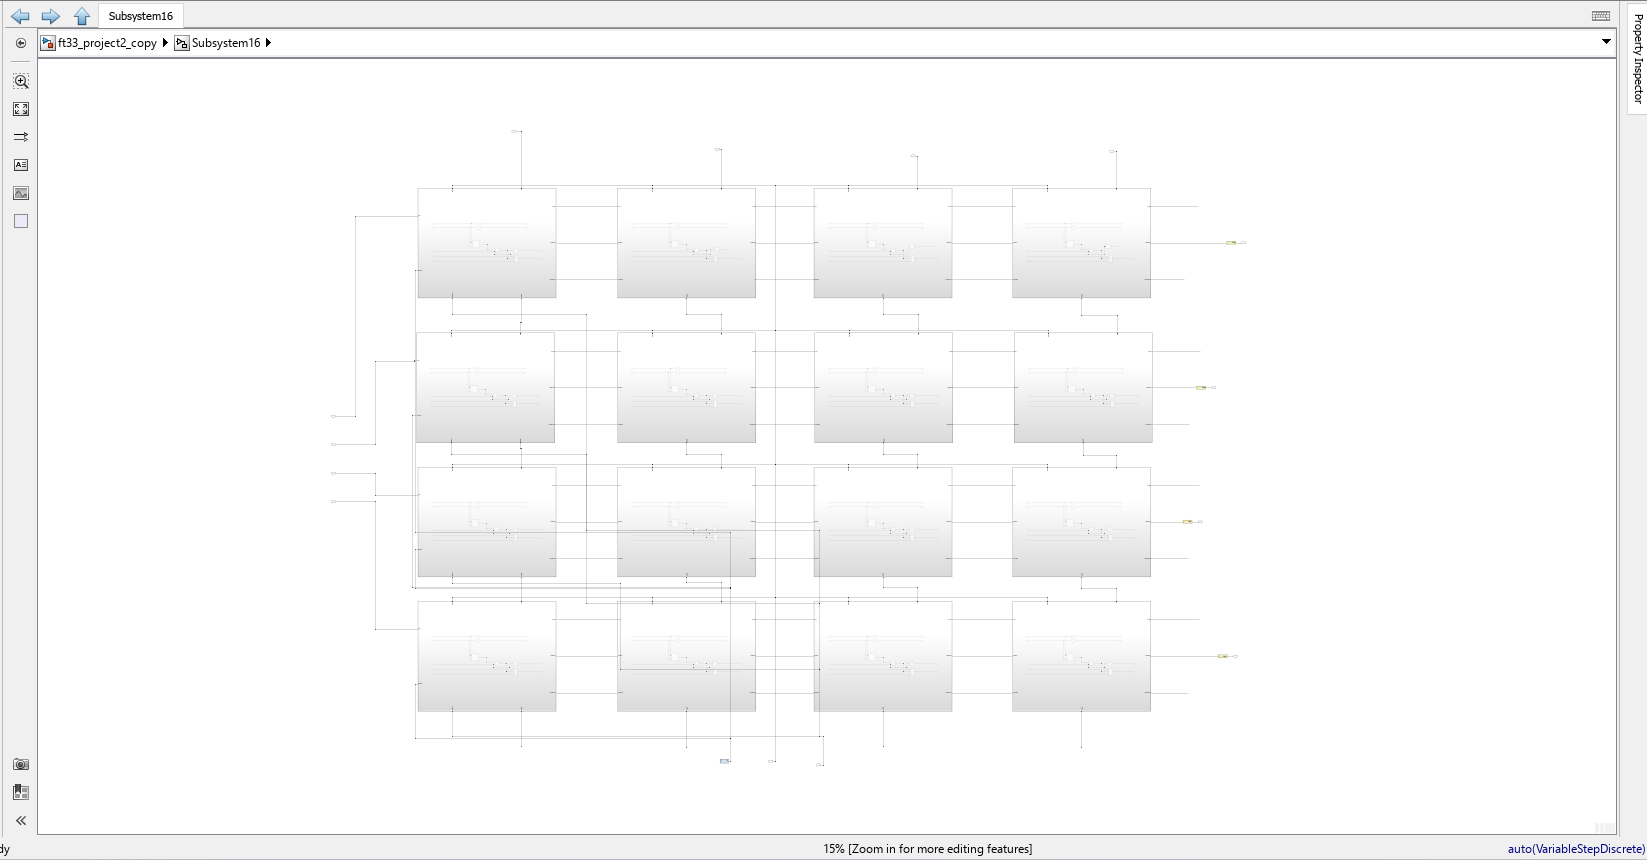 Subsystem16
ft33_project2_copy Subsystem16
Property Inspector
dy
15% [Zoom in for more editing features]
auto(VariableStepDiscrete)